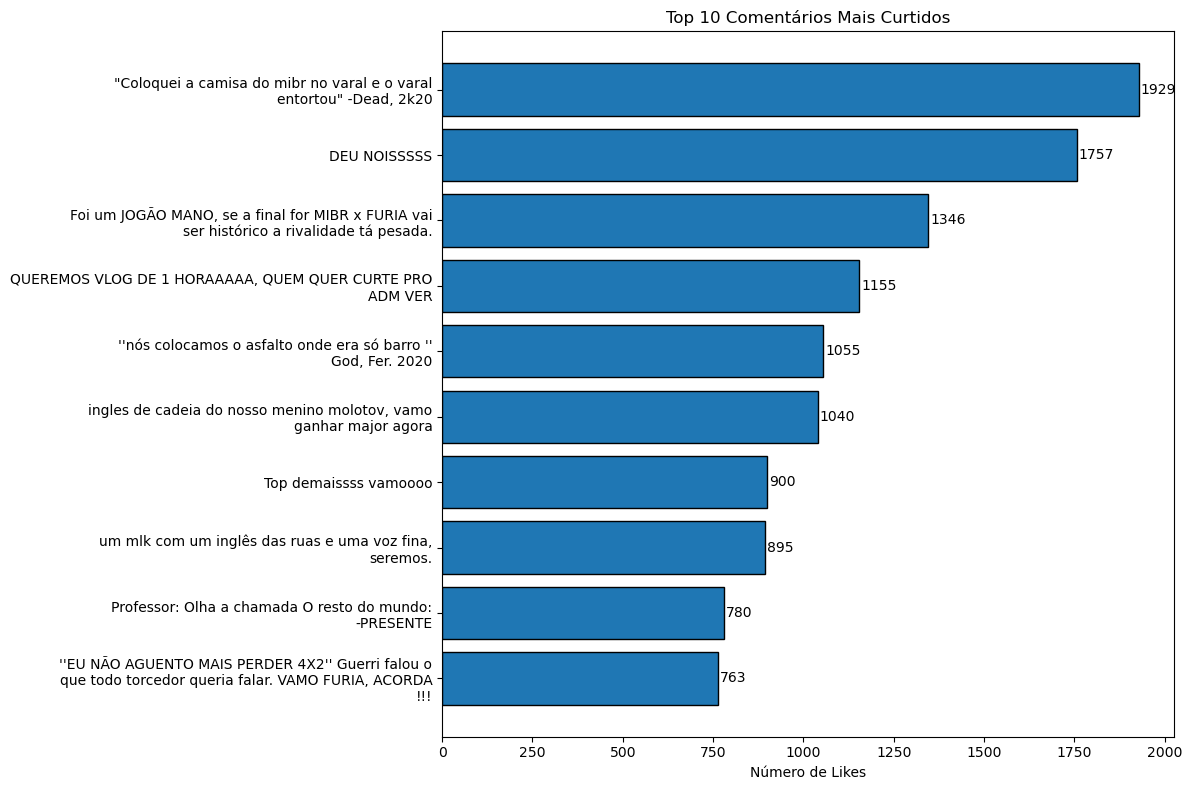 Top 10 Comentários Mais Curtidos
"Coloquei a camisa do mibr no varal e o varal
entortou" -Dead, 2k20
1929
DEU NOISSSSS
1757
Foi um JOGÃO MANO, se a final for MIBR x FURIA vai
ser histórico a rivalidade tá pesada.
1346
QUEREMOS VLOG DE 1 HORAAAAA, QUEM QUER CURTE PRO
ADM VER
1155
''nós colocamos o asfalto onde era só barro ''
God, Fer. 2020
1055
ingles de cadeia do nosso menino molotov, vamo
ganhar major agora
1040
Top demaissss vamoooo
900
um mlk com um inglês das ruas e uma voz fina,
seremos.
895
Professor: Olha a chamada O resto do mundo:
-PRESENTE
780
''EU NÃO AGUENTO MAIS PERDER 4X2'' Guerri falou o
que todo torcedor queria falar. VAMO FURIA, ACORDA
!!!
763
0 250 500 750 1000 1250 1500 1750 2000
Número de Likes